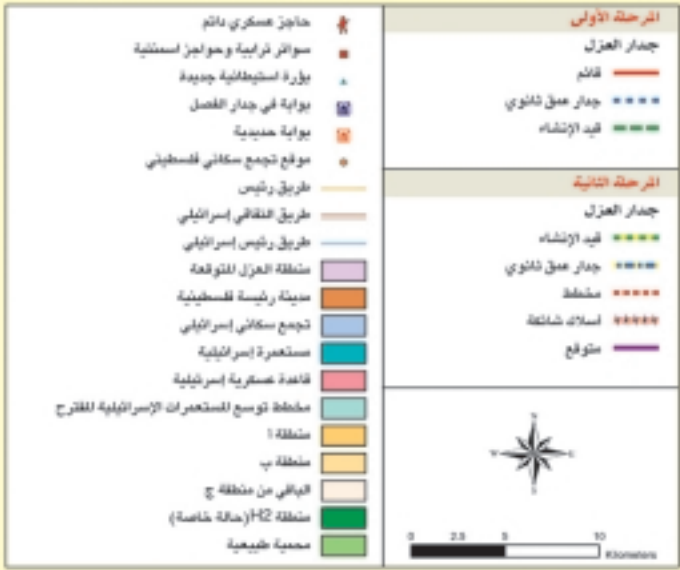 المرحلة الأولى
جدار العزل
قائم
جدار عمق ثانوي
قيد الإنشاء
المرحلة الثانية
جدار العزل
قيد الإنشاء
جدار عمق ثانوي
مخطط
أسلاك شائكة
متوقع
N
W E
S
0 2.5 5 10
Kilometers
حاجز عسكري دائم
سواتر ترابية وحواجز اسمنتية
بؤرة استيطانية جديدة
بوابة في جدار الفصل
بوابة حديدية
موقع تجمع سكاني فلسطيني
طريق رئيس
طريق التفافي إسرائيلي
طريق رئيس إسرائيلي
منطقة العزل المتوقعة
مدينة رئيسة فلسطينية
تجمع سكاني إسرائيلي
مستعمرة إسرائيلية
قاعدة عسكرية إسرئيلية
مخطط توسع المستعمرات الإسرائيلية المقترح
منطقة ا
منطقة ب
الباقي من منطقة ج
منطقة H2 (حالة خاصة)
محمية طبيعية